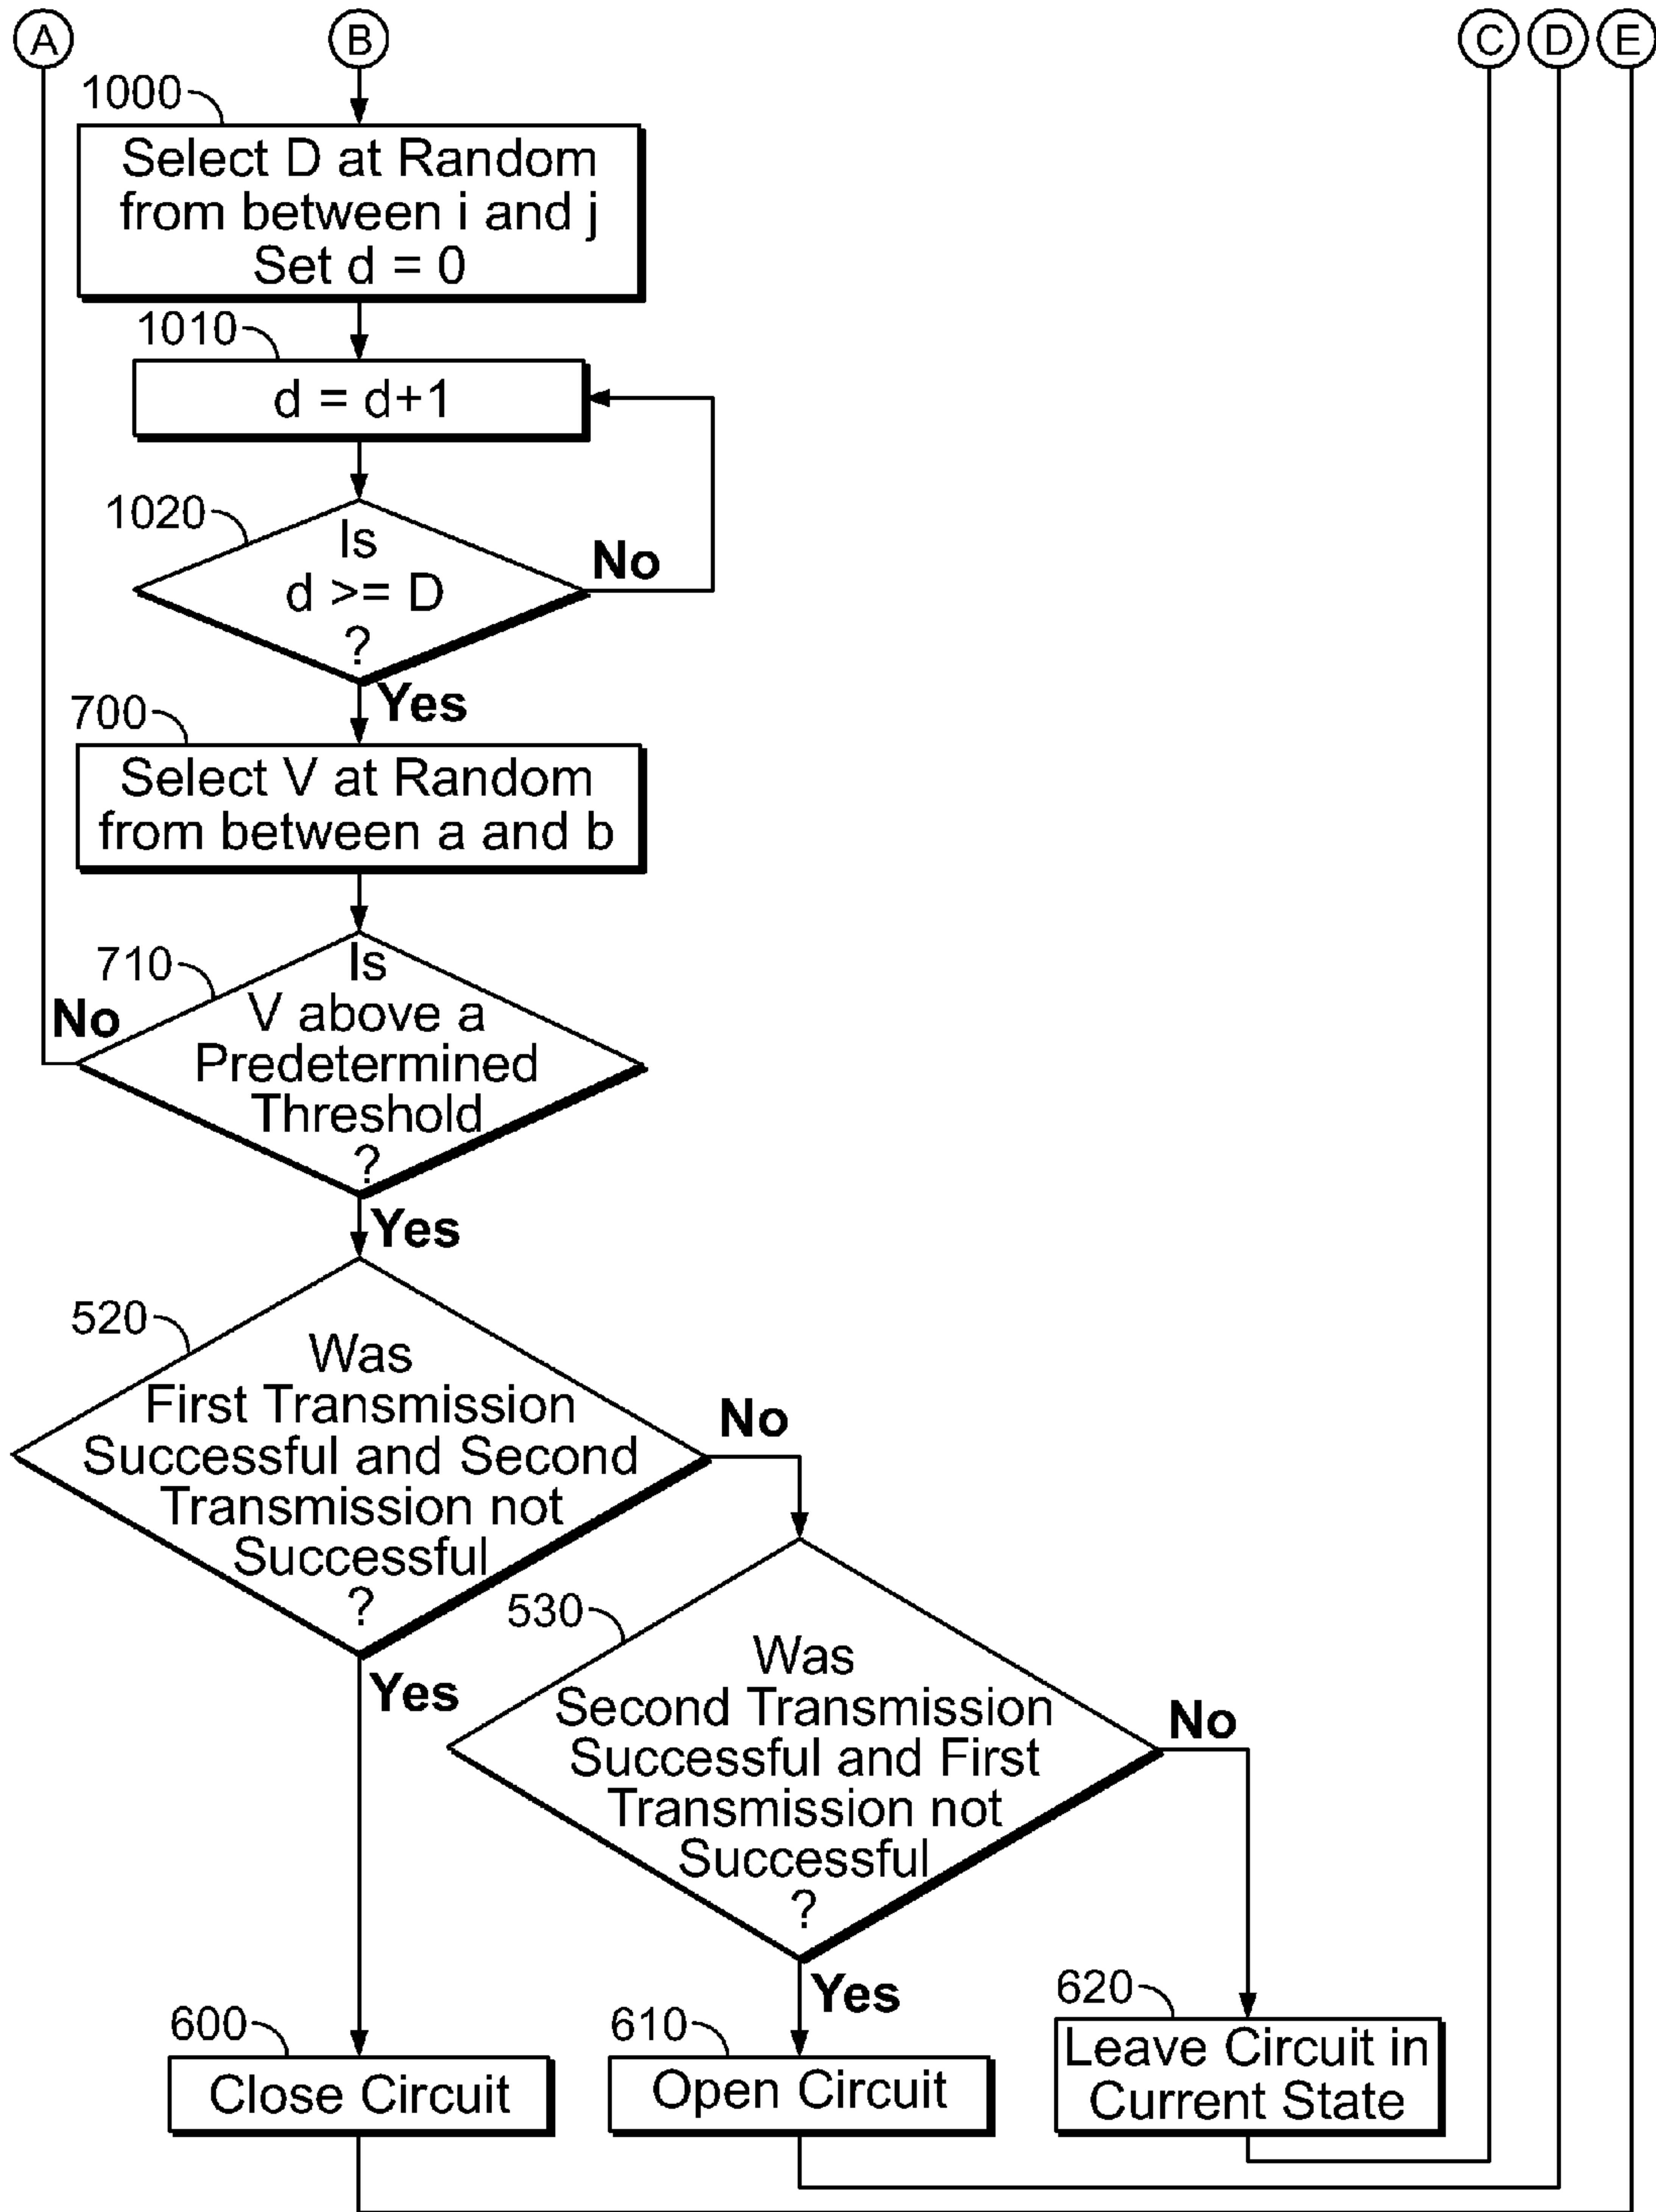 A
B
C
D
E
1000
Select D at Random
from between i and j
Set d = 0
1010
d = d+1
1020
Is
d >= D
?
No
Yes
700
Select V at Random
from between a and b
710
Is
V above a
Predetermined
Threshold
?
No
Yes
520
Was
First Transmission
Successful and Second
Transmission not
Successful
?
No
Yes
530
Was
Second Transmission
Successful and First
Transmission not
Successful
?
No
Yes
600
Close Circuit
610
Open Circuit
620
Leave Circuit in
Current State